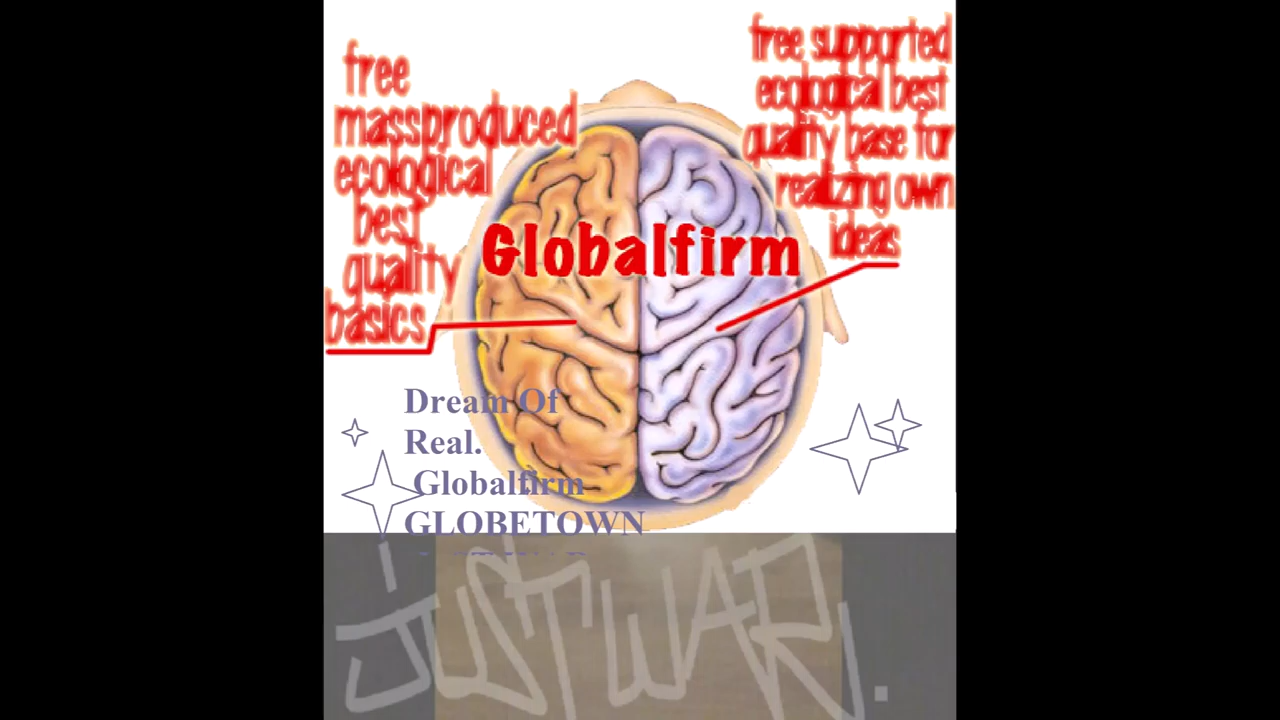 free
massproduced
ecological
best
quality
basics
free supported
ecological best
quality base for
realizing own
ideas
Globalfirm
Dream Of
Real.
Globalfirm
GLOBETOWN
JUST WAR.